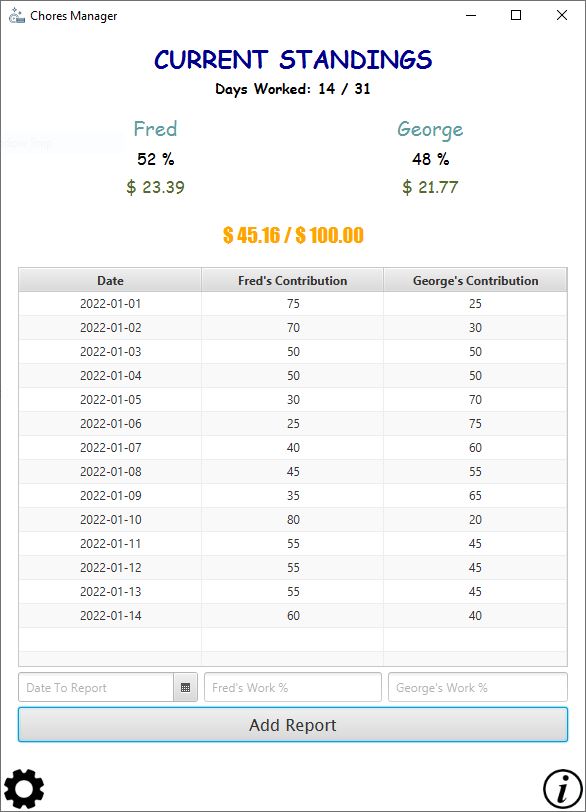 Chores Manager
CURRENT STANDINGS
Days Worked: 14 / 31
Fred George
52 % 48 %
$ 23.39 $ 21.77
$ 45.16 / $ 100.00
Date Fred's Contribution George's Contribution
2022-01-01 75 25
2022-01-02 70 30
2022-01-03 50 50
2022-01-04 50 50
2022-01-05 30 70
2022-01-06 25 75
2022-01-07 40 60
2022-01-08 45 55
2022-01-09 35 65
2022-01-10 80 20
2022-01-11 55 45
2022-01-12 55 45
2022-01-13 55 45
2022-01-14 60 40
Date To Report Fred's Work % George's Work %
Add Report
i